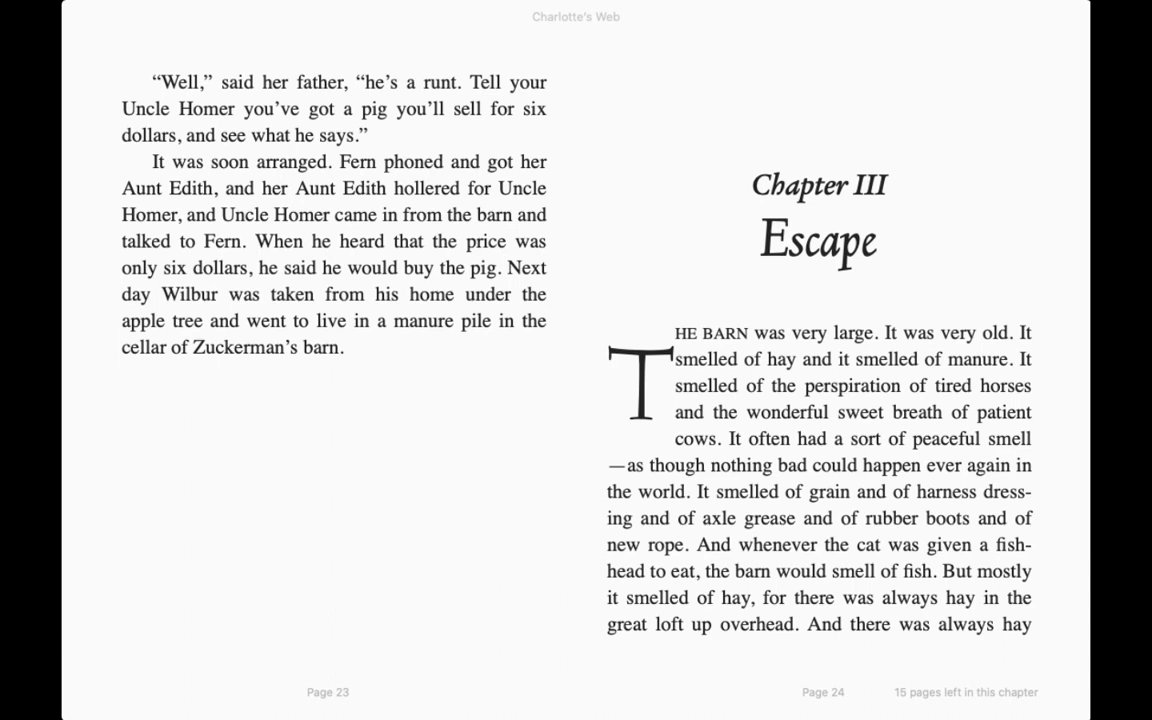 Charlotte's Web
“Well,” said her father, “he’s a runt. Tell your
Uncle Homer you’ve got a pig you’ll sell for six
dollars, and see what he says.”
It was soon arranged. Fern phoned and got her
Aunt Edith, and her Aunt Edith hollered for Uncle
Homer, and Uncle Homer came in from the barn and
talked to Fern. When he heard that the price was
only six dollars, he said he would buy the pig. Next
day Wilbur was taken from his home under the
apple tree and went to live in a manure pile in the
cellar of Zuckerman’s barn.
Page 23
Chapter III
Escape
THE BARN was very large. It was very old. It
smelled of hay and it smelled of manure. It
smelled of the perspiration of tired horses
and the wonderful sweet breath of patient
cows. It often had a sort of peaceful smell
—as though nothing bad could happen ever again in
the world. It smelled of grain and of harness dress-
ing and of axle grease and of rubber boots and of
new rope. And whenever the cat was given a fish-
head to eat, the barn would smell of fish. But mostly
it smelled of hay, for there was always hay in the
great loft up overhead. And there was always hay
Page 24
15 pages left in this chapter